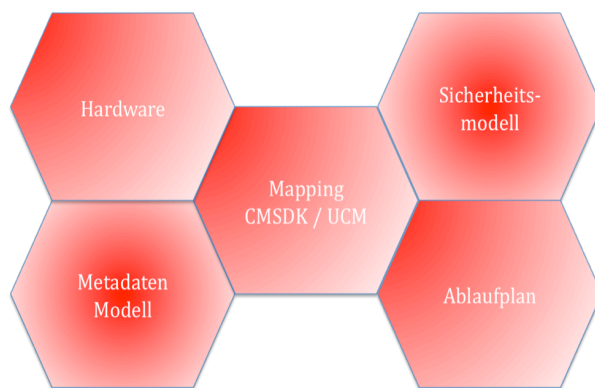 Hardware
Sicherheits-
modell
Mapping
CMSDK / UCM
Metadaten
Modell
Ablaufplan